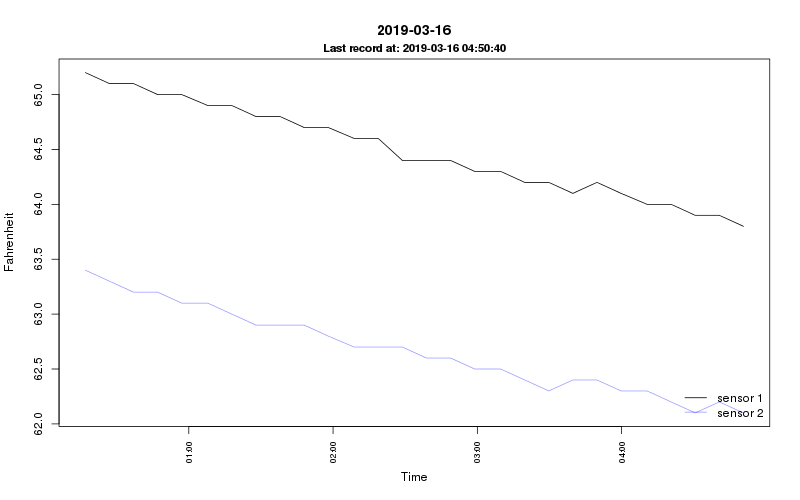 2019-03-16
Last record at: 2019-03-16 04:50:40
65.0
64.5
64.0
63.5
63.0
62.5
62.0
Fahrenheit
sensor 1
sensor 2
01:00 02:00 03:00 04:00
Time